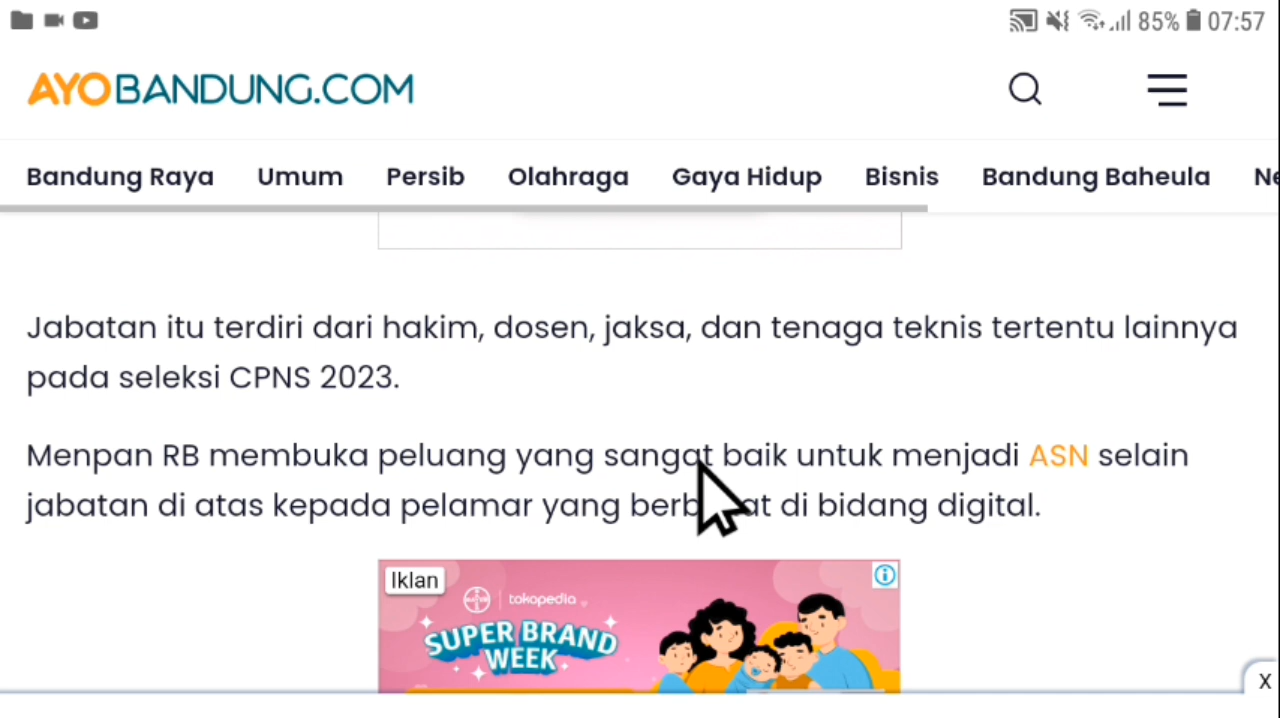 85% 07:57
AYOBANDUNG.COM
Bandung Raya Umum Persib Olahraga Gaya Hidup Bisnis Bandung Baheula
Jabatan itu terdiri dari hakim, dosen, jaksa, dan tenaga teknis tertentu lainnya
pada seleksi CPNS 2023.
Menpan RB membuka peluang yang sangat baik untuk menjadi ASN selain
jabatan di atas kepada pelamar yang di bidang digital.
Iklan
BAYER tokopedia
SUPER BRAND
WEEK
X